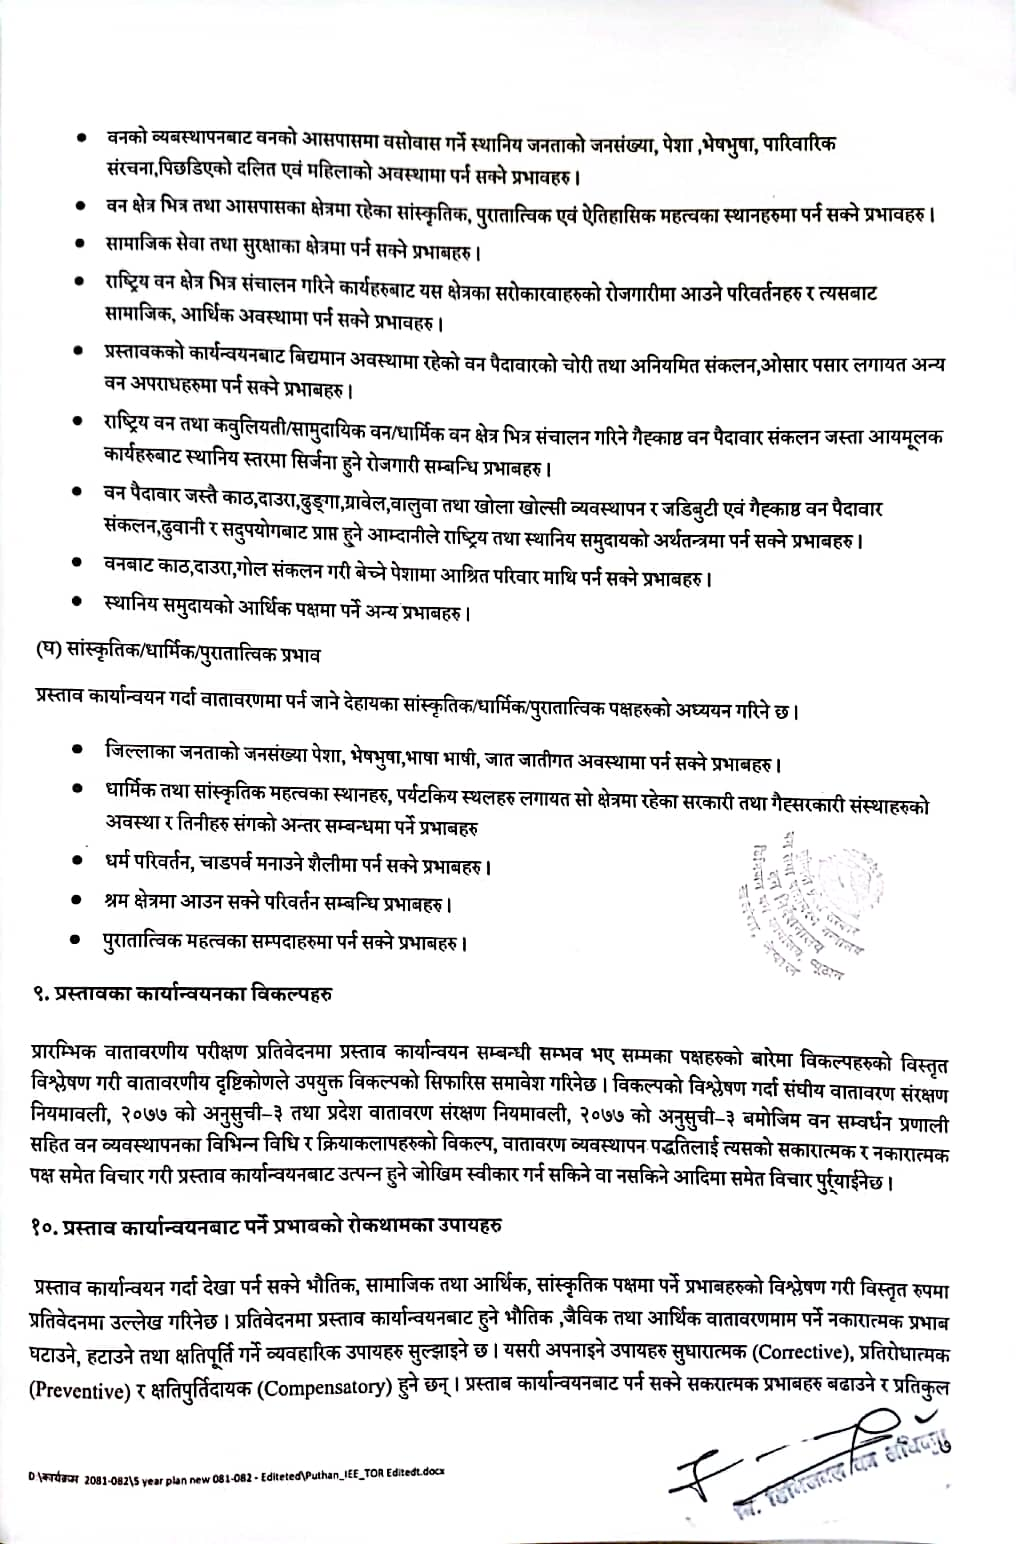 • वनको व्यबस्थापनबाट वनको आसपासमा वसोवास गर्ने स्थानिय जनताको जनसंख्या, पेशा ,भेषभुषा, पारिवारिक
संरचना,पिछडिएको दलित एवं महिलाको अवस्थामा पर्न सक्ने प्रभावहरु ।
• वन क्षेत्र भित्र तथा आसपासका क्षेत्रमा रहेका सांस्कृतिक, पुरातात्विक एवं ऐतिहासिक महत्वका स्थानहरुमा पर्न सक्ने प्रभावहरु ।
• सामाजिक सेवा तथा सुरक्षाका क्षेत्रमा पर्न सक्ने प्रभाबहरु ।
• राष्ट्रिय वन क्षेत्र भित्र संचालन गरिने कार्यहरुबाट यस क्षेत्रका सरोकारवाहरुको रोजगारीमा आउने परिवर्तनहरु र त्यसबाट
सामाजिक, आर्थिक अवस्थामा पर्न सक्ने प्रभावहरु ।
• प्रस्तावकको कार्यन्वयनबाट बिद्यमान अवस्थामा रहेको वन पैदावारको चोरी तथा अनियमित संकलन,ओसार पसार लगायत अन्य
वन अपराधहरुमा पर्न सक्ने प्रभाबहरु ।
• राष्ट्रिय वन तथा कवुलियती/सामुदायिक वन/धार्मिक वन क्षेत्र भित्र संचालन गरिने गैह्काष्ठ वन पैदावार संकलन जस्ता आयमूलक
कार्यहरुबाट स्थानिय स्तरमा सिर्जना हुने रोजगारी सम्बन्धि प्रभाबहरु ।
• वन पैदावार जस्तै काठ,दाउरा,ढुङ्गा,ग्रावेल,वालुवा तथा खोला खोल्सी व्यवस्थापन र जडिबुटी एवं गैह्काष्ठ वन पैदावार
संकलन,ढुवानी र सदुपयोगबाट प्राप्त हुने आम्दानीले राष्ट्रिय तथा स्थानिय समुदायको अर्थतन्त्रमा पर्न सक्ने प्रभाबहरु ।
• वनबाट काठ,दाउरा,गोल संकलन गरी बेच्ने पेशामा आश्रित परिवार माथि पर्न सक्ने प्रभाबहरु ।
• स्थानिय समुदायको आर्थिक पक्षमा पर्ने अन्य प्रभाबहरु ।
(घ) सांस्कृतिक/धार्मिक/पुरातात्विक प्रभाव
प्रस्ताव कार्यान्वयन गर्दा वातावरणमा पर्न जाने देहायका सांस्कृतिक/धार्मिक/पुरातात्विक पक्षहरुको अध्ययन गरिने छ ।
• जिल्लाका जनताको जनसंख्या पेशा, भेषभुषा,भाषा भाषी, जात जातीगत अवस्थामा पर्न सक्ने प्रभाबहरु ।
• धार्मिक तथा सांस्कृतिक महत्वका स्थानहरु, पर्यटकिय स्थलहरु लगायत सो क्षेत्रमा रहेका सरकारी तथा गैह्सरकारी संस्थाहरुको
अवस्था र तिनीहरु संगको अन्तर सम्बन्धमा पर्ने प्रभाबहरु
• धर्म परिवर्तन, चाडपर्व मनाउने शैलीमा पर्न सक्ने प्रभाबहरु ।
• श्रम क्षेत्रमा आउन सक्ने परिवर्तन सम्बन्धि प्रभाबहरु ।
• पुरातात्विक महत्वका सम्पदाहरुमा पर्न सक्ने प्रभाबहरु ।
९. प्रस्तावका कार्यान्वयनका विकल्पहरु
प्रारम्भिक वातावरणीय परीक्षण प्रतिवेदनमा प्रस्ताव कार्यान्वयन सम्बन्धी सम्भव भए सम्मका पक्षहरुको बारेमा विकल्पहरुको विस्तृत
विश्लेषण गरी वातावरणीय दृष्टिकोणले उपयुक्त विकल्पको सिफारिस समावेश गरिनेछ । विकल्पको विश्लेषण गर्दा संघीय वातावरण संरक्षण
नियमावली, २०७७ को अनुसुची–३ तथा प्रदेश वातावरण संरक्षण नियमावली, २०७७ को अनुसुची–३ बमोजिम वन सम्वर्धन प्रणाली
सहित वन व्यवस्थापनका विभिन्न विधि र क्रियाकलापहरुको विकल्प, वातावरण व्यवस्थापन पद्धतिलाई त्यसको सकारात्मक र नकारात्मक
पक्ष समेत विचार गरी प्रस्ताव कार्यान्वयनबाट उत्पन्न हुने जोखिम स्वीकार गर्न सकिने वा नसकिने आदिमा समेत विचार पुर्र्याईनेछ ।
१०. प्रस्ताव कार्यान्वयनबाट पर्ने प्रभाबको रोकथामका उपायहरु
प्रस्ताव कार्यान्वयन गर्दा देखा पर्न सक्ने भौतिक, सामाजिक तथा आर्थिक, सांस्कृतिक पक्षमा पर्ने प्रभाबहरुको विश्लेषण गरी विस्तृत रुपमा
प्रतिवेदनमा उल्लेख गरिनेछ । प्रतिवेदनमा प्रस्ताव कार्यान्वयनबाट हुने भौतिक ,जैविक तथा आर्थिक वातावरणमाम पर्ने नकारात्मक प्रभाब
घटाउने, हटाउने तथा क्षतिपूर्ति गर्ने व्यवहारिक उपायहरु सुल्झाइने छ । यसरी अपनाइने उपायहरु सुधारात्मक (Corrective), प्रतिरोधात्मक
(Preventive) र क्षतिपुर्तिदायक (Compensatory) हुने छन् । प्रस्ताब कार्यान्वयनबाट पर्न सक्ने सकरात्मक प्रभाबहरु बढाउने र प्रतिकुल
D:\कार्यक्रम 2081-082\5 year plan new 081-082 - Editeted\Puthan_IEE_TOR Editedt.docx
७
डिभिजनल वन अधिकृत